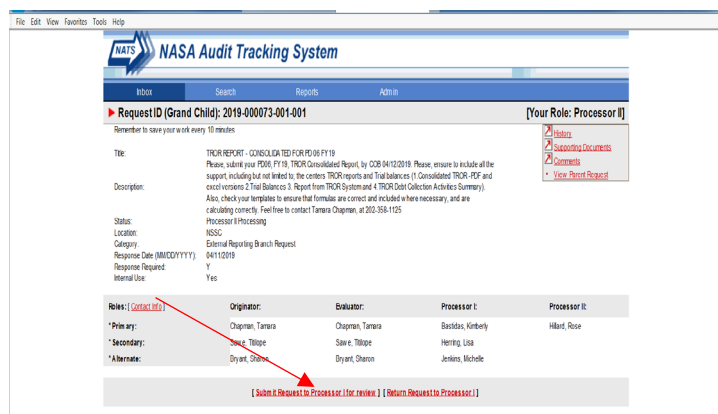 File Edit View Favorites Tools Help
NATS NASA Audit Tracking System
Inbox Search Reports Admin
Request ID (Grand Child): 2019-000073-001-001 [Your Role: Processor II]
Remember to save your work every 10 minutes
History
Supporting Documents
Comments
View Parent Request
Title: TROR REPORT - CONSOLIDATED FOR PD 06 FY19
Please, submit your PD06, FY19, TROR Consolidated Report, by COB 04/12/2019. Please, ensure to include all the
support, including but not limited to, the centers TROR reports and Trial balances (1.Consolidated TROR-PDF and
Description: excel versions 2.Trial Balances 3. Report from TROR System and 4.TROR Debt Collection Activities Summary).
Also, check your templates to ensure that formulas are correct and included where necessary, and are
calculating correctly. Feel free to contact Tamara Chapman, at 202-358-1125
Status: Processor II Processing
Location: NSSC
Category: External Reporting Branch Request
Response Date (MM/DD/YYYY): 04/11/2019
Response Required: Y
Internal Use: Yes
Roles: [ Contact Info ] Originator: Evaluator: Processor I: Processor II:
*Primary: Chapman, Tamara Chapman, Tamara Bastidas, Kimberly Hillard, Rose
*Secondary: Sawe, Titilope Sawe, Titilope Herring, Lisa
*Alternate: Bryant, Sharon Bryant, Sharon Jenkins, Michelle
[ Submit Request to Processor I for review ] [ Return Request to Processor I ]